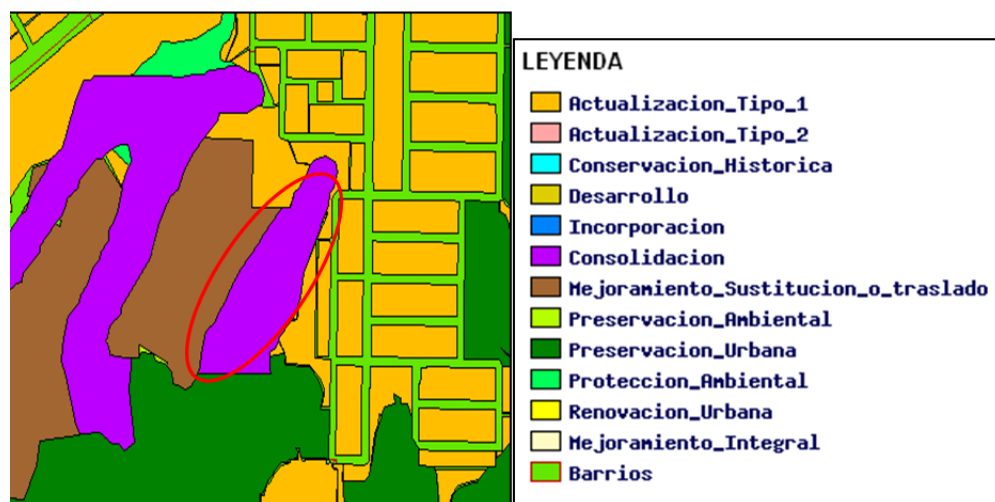 LEYENDA
Actualizacion_Tipo_1
Actualizacion_Tipo_2
Conservacion_Historica
Desarrollo
Incorporacion
Consolidacion
Mejoramiento_Sustitucion_o_traslado
Preservacion_Ambiental
Preservacion_Urbana
Proteccion_Ambiental
Renovacion_Urbana
Mejoramiento_Integral
Barrios